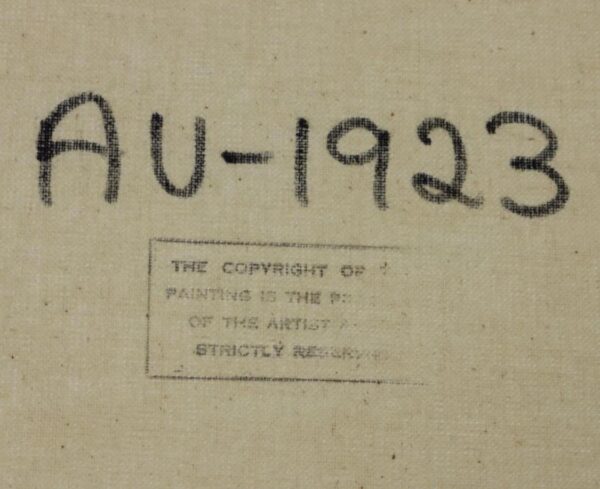 AU-1923
THE COPYRIGHT OF
PAINTING IS THE
OF THE ARTIST
STRICTLY